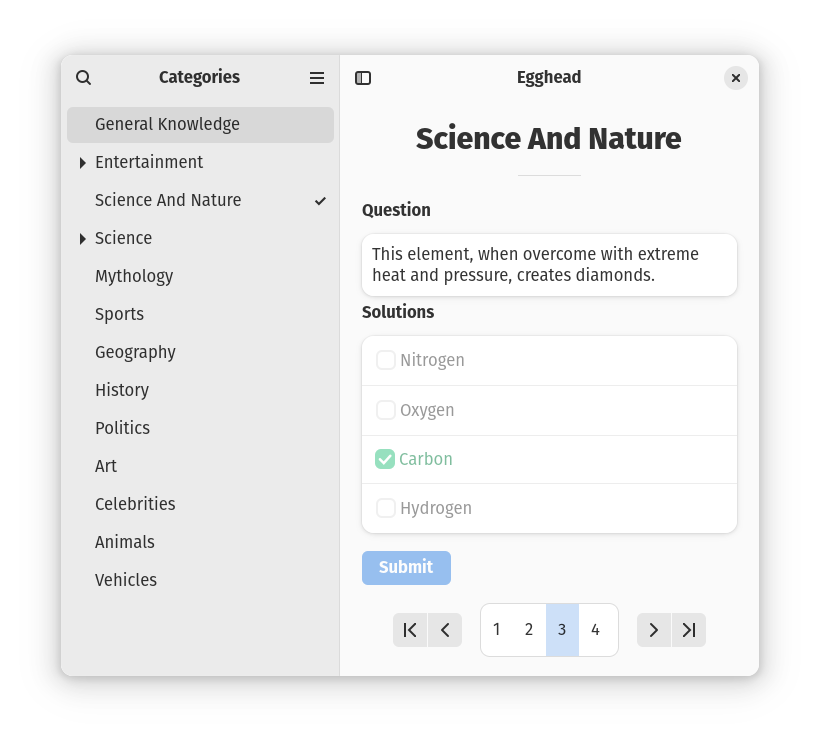 Categories
General Knowledge
Entertainment
Science And Nature
Science
Mythology
Sports
Geography
History
Politics
Art
Celebrities
Animals
Vehicles
Egghead
Science And Nature
Question
This element, when overcome with extreme
heat and pressure, creates diamonds.
Solutions
Nitrogen
Oxygen
Carbon
Hydrogen
Submit
1 2 3 4